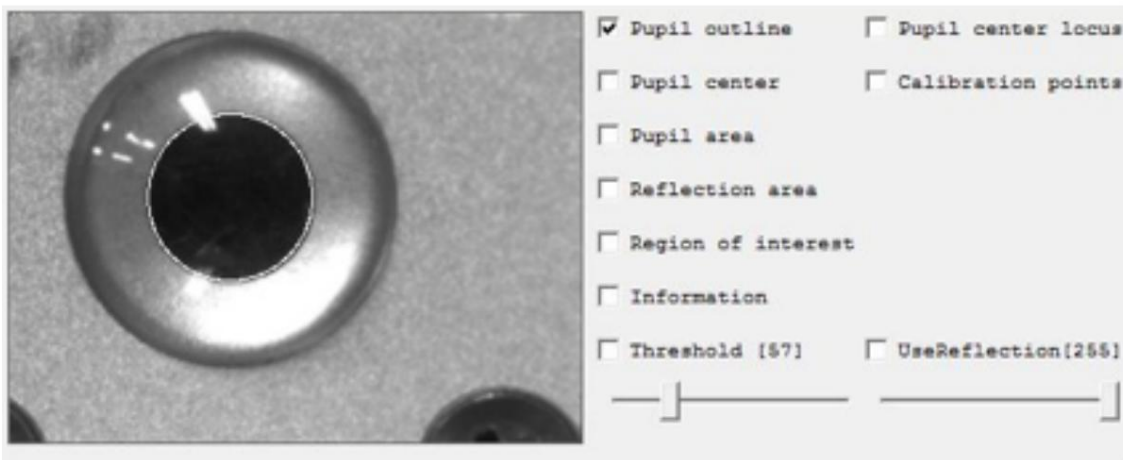 Pupil outline Pupil center locus
Pupil center Calibration points
Pupil area
Reflection area
Region of interest
Information
Threshold [57] UseReflection[255]